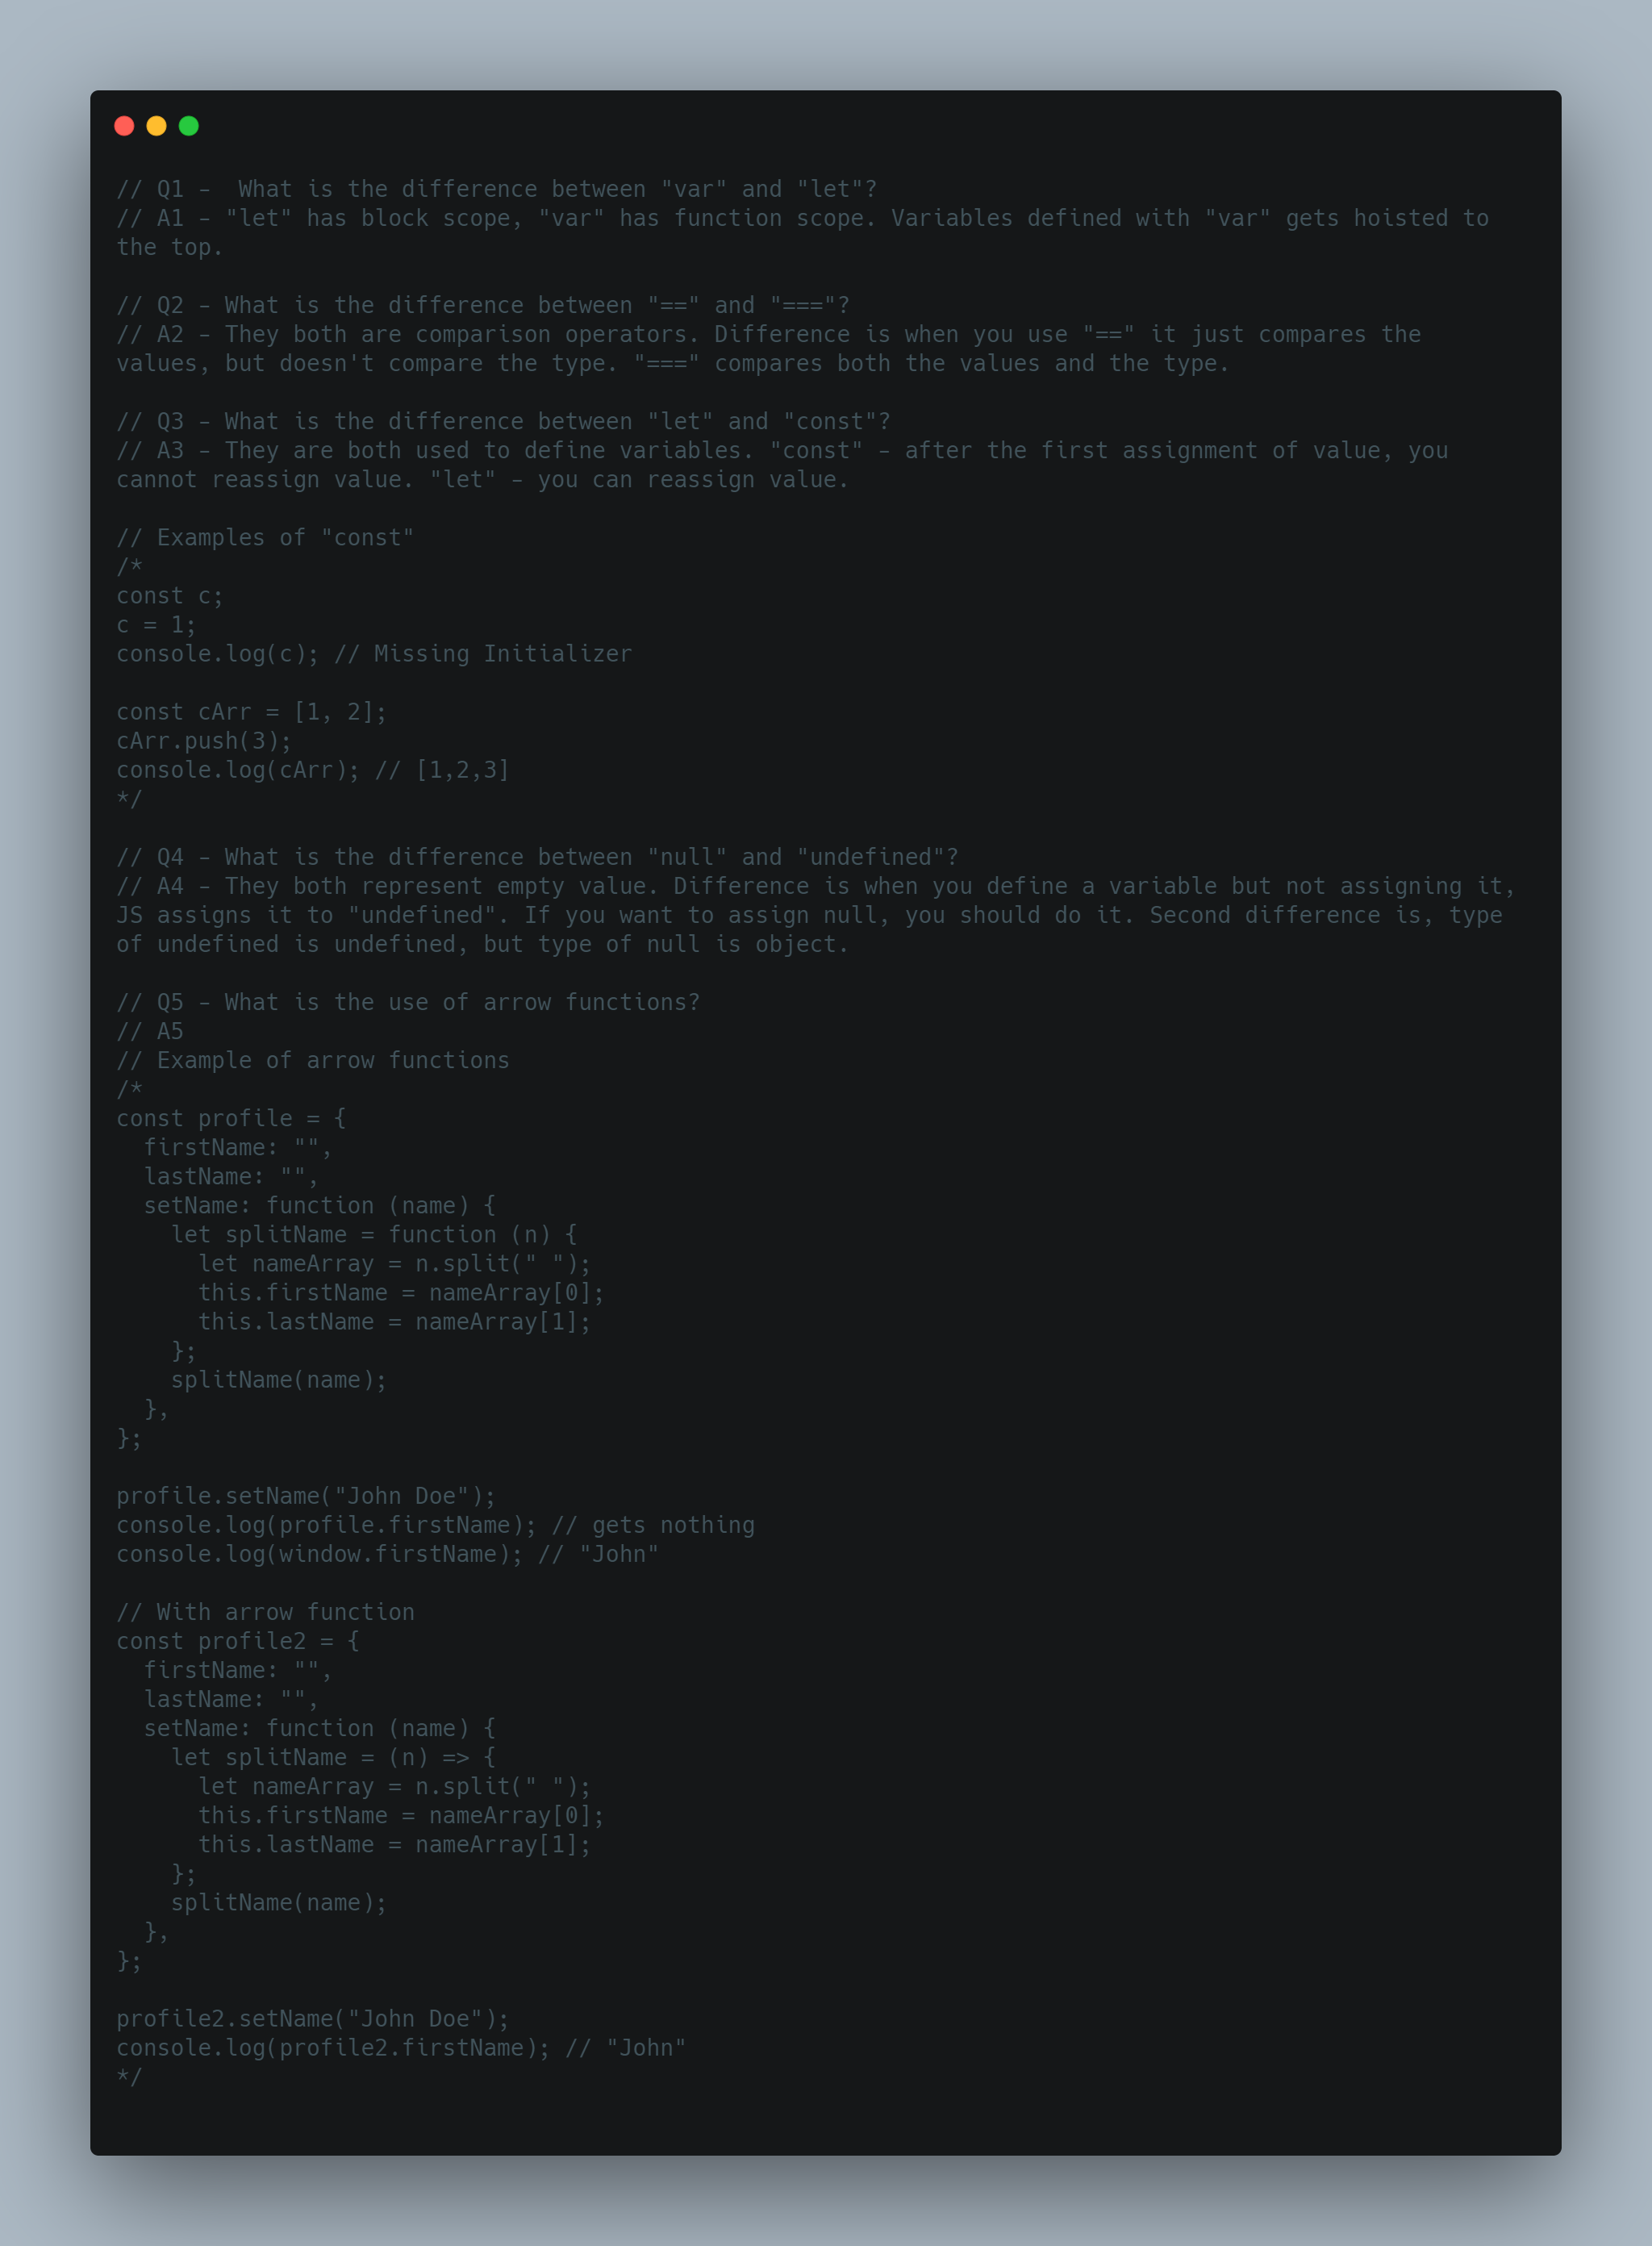 // Q1 -  What is the difference between "var" and "let"?
// A1 - "let" has block scope, "var" has function scope. Variables defined with "var" gets hoisted to
the top.

// Q2 - What is the difference between "==" and "==="?
// A2 - They both are comparison operators. Difference is when you use "==" it just compares the
values, but doesn't compare the type. "===" compares both the values and the type.

// Q3 - What is the difference between "let" and "const"?
// A3 - They are both used to define variables. "const" - after the first assignment of value, you
cannot reassign value. "let" - you can reassign value.

// Examples of "const"
/*
const c;
c = 1;
console.log(c); // Missing Initializer

const cArr = [1, 2];
cArr.push(3);
console.log(cArr); // [1,2,3]
*/

// Q4 - What is the difference between "null" and "undefined"?
// A4 - They both represent empty value. Difference is when you define a variable but not assigning it,
JS assigns it to "undefined". If you want to assign null, you should do it. Second difference is, type
of undefined is undefined, but type of null is object.

// Q5 - What is the use of arrow functions?
// A5
// Example of arrow functions
/*
const profile = {
  firstName: "",
  lastName: "",
  setName: function (name) {
    let splitName = function (n) {
      let nameArray = n.split(" ");
      this.firstName = nameArray[0];
      this.lastName = nameArray[1];
    };
    splitName(name);
  },
};

profile.setName("John Doe");
console.log(profile.firstName); // gets nothing
console.log(window.firstName); // "John"

// With arrow function
const profile2 = {
  firstName: "",
  lastName: "",
  setName: function (name) {
    let splitName = (n) => {
      let nameArray = n.split(" ");
      this.firstName = nameArray[0];
      this.lastName = nameArray[1];
    };
    splitName(name);
  },
};

profile2.setName("John Doe");
console.log(profile2.firstName); // "John"
*/